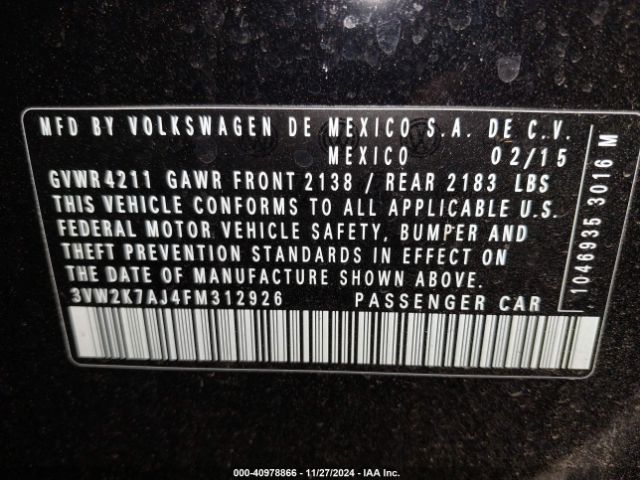 MFD BY VOLKSWAGEN DE MEXICO S.A. DE C.V.
MEXICO 02/15
GVWR 4211 GAWR FRONT 2138 / REAR 2183 LBS
THIS VEHICLE CONFORMS TO ALL APPLICABLE U.S.
FEDERAL MOTOR VEHICLE SAFETY, BUMPER AND
THEFT PREVENTION STANDARDS IN EFFECT ON
THE DATE OF MANUFACTURE SHOWN ABOVE.
3VW2K7AJ4FM312926 PASSENGER CAR
1046935 3016 M
000-40978866 - 11/27/2024 - IAA Inc.